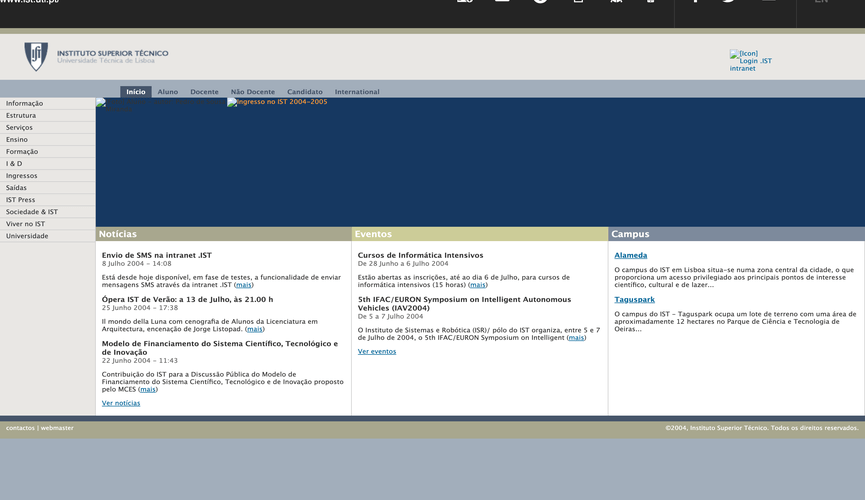 INSTITUTO SUPERIOR TÉCNICO
Universidade Técnica de Lisboa
[Icon]
Login .IST
intranet
Início Aluno Docente Não Docente Candidato International
Informação
Estrutura
Serviços
Ensino
Formação
I & D
Ingressos
Saídas
IST Press
Sociedade & IST
Viver no IST
Universidade
Ingresso no IST 2004-2005
Notícias
Envio de SMS na intranet .IST
8 Julho 2004 - 14:08
Está desde hoje disponível, em fase de testes, a funcionalidade de enviar
mensagens SMS através da intranet .IST (mais)
Ópera IST de Verão: a 13 de Julho, às 21.00 h
25 Junho 2004 - 17:38
Il mondo della Luna com cenografia de Alunos da Licenciatura em
Arquitectura, encenação de Jorge Listopad. (mais)
Modelo de Financiamento do Sistema Científico, Tecnológico e
de Inovação
22 Junho 2004 - 11:43
Contribuição do IST para a Discussão Pública do Modelo de
Financiamento do Sistema Científico, Tecnológico e de Inovação proposto
pelo MCES (mais)
Ver notícias
Eventos
Cursos de Informática Intensivos
De 28 Junho a 6 Julho 2004
Estão abertas as inscrições, até ao dia 6 de Julho, para cursos de
informática intensivos (15 horas) (mais)
5th IFAC/EURON Symposium on Intelligent Autonomous
Vehicles (IAV2004)
De 5 a 7 Julho 2004
O Instituto de Sistemas e Robótica (ISR)/ pólo do IST organiza, entre 5 e 7
de Julho de 2004, o 5th IFAC/EURON Symposium on Intelligent (mais)
Ver eventos
Campus
Alameda
O campus do IST em Lisboa situa-se numa zona central da cidade, o que
proporciona um acesso privilegiado aos principais pontos de interesse
científico, cultural e de lazer...
Taguspark
O campus do IST - Taguspark ocupa um lote de terreno com uma área de
aproximadamente 12 hectares no Parque de Ciência e Tecnologia de
Oeiras...
contactos | webmaster
©2004, Instituto Superior Técnico. Todos os direitos reservados.